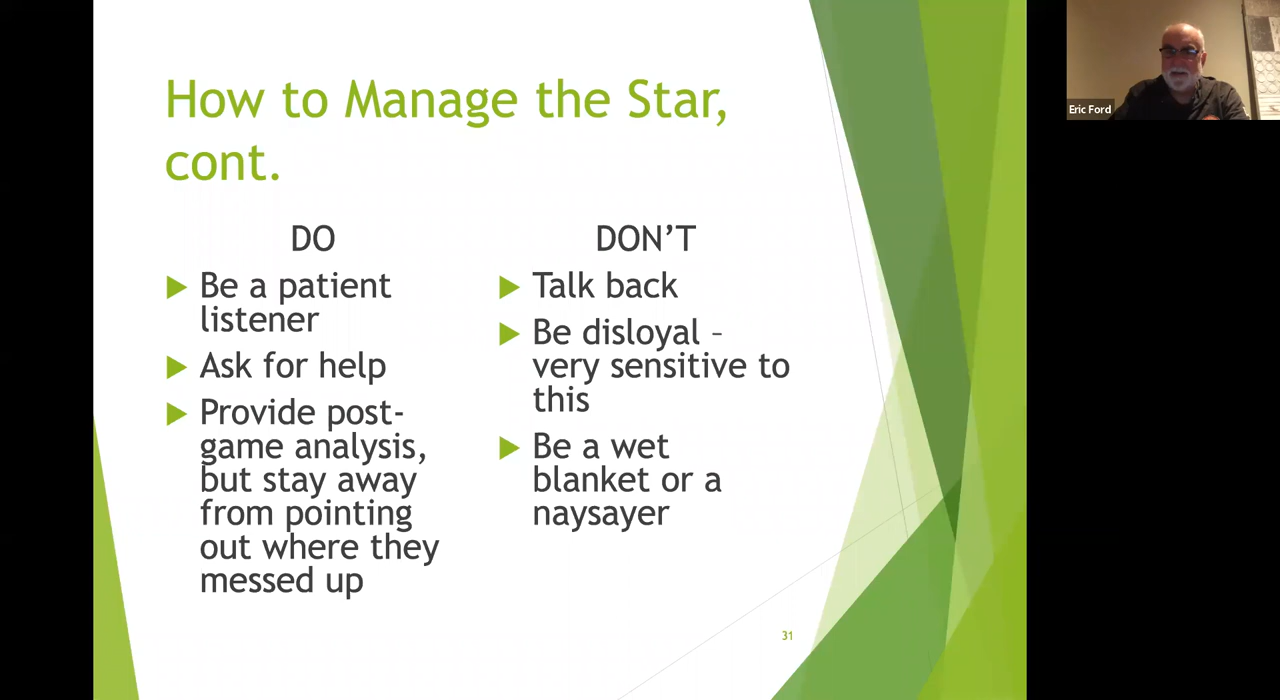 How to Manage the Star,
cont.
DO
Be a patient
listener
Ask for help
Provide post-
game analysis,
but stay away
from pointing
out where they
messed up
DON’T
Talk back
Be disloyal –
very sensitive to
this
Be a wet
blanket or a
naysayer
31
Eric Ford